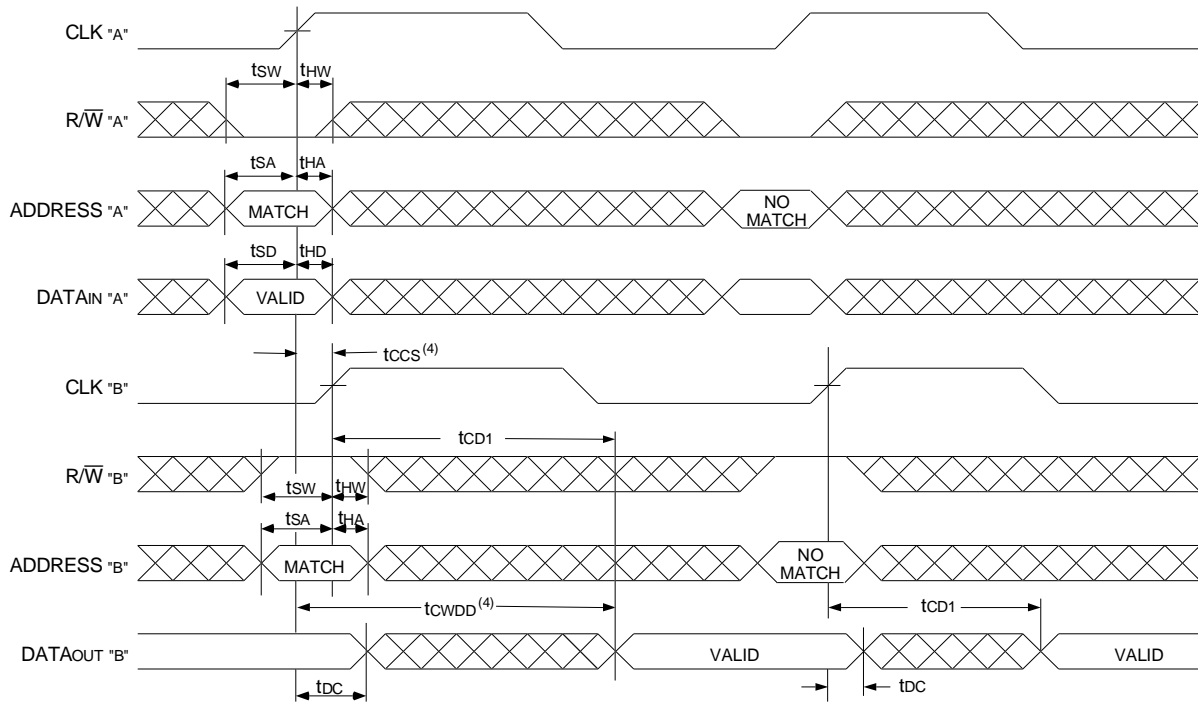 CLK "A"
tSW tHW
R/W̅ "A"
tSA tHA
ADDRESS "A" MATCH NO MATCH
tSD tHD
DATAIN "A" VALID
tCCS(4)
CLK "B"
tCD1
R/W̅ "B"
tSW tHW
tSA tHA
ADDRESS "B" MATCH NO MATCH
tCWDD(4) tCD1
DATAOUT "B" VALID VALID
tDC tDC